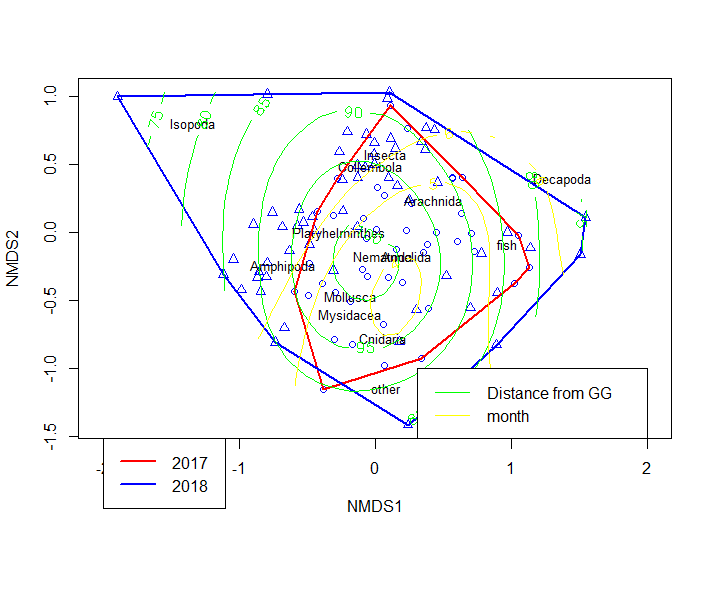 1.0
0.5
0.0
-0.5
-1.0
-1.5
NMDS2
75
80
85
90
Isopoda
Insecta
Collembola
Decapoda
Arachnida
Platyhelminthes
fish
Nematoda
Annelida
Amphipoda
Mollusca
Mysidacea
Cnidaria
95
other
Distance from GG
month
2017
2018
-1
0
1
2
NMDS1